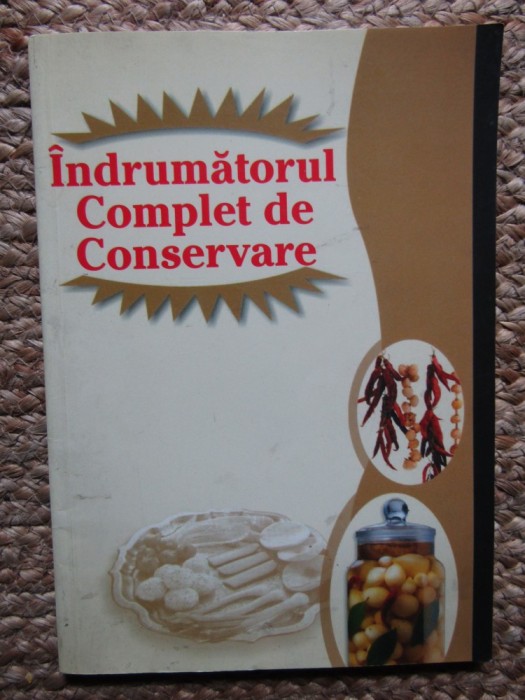 Îndrumătorul
Complet de
Conservare